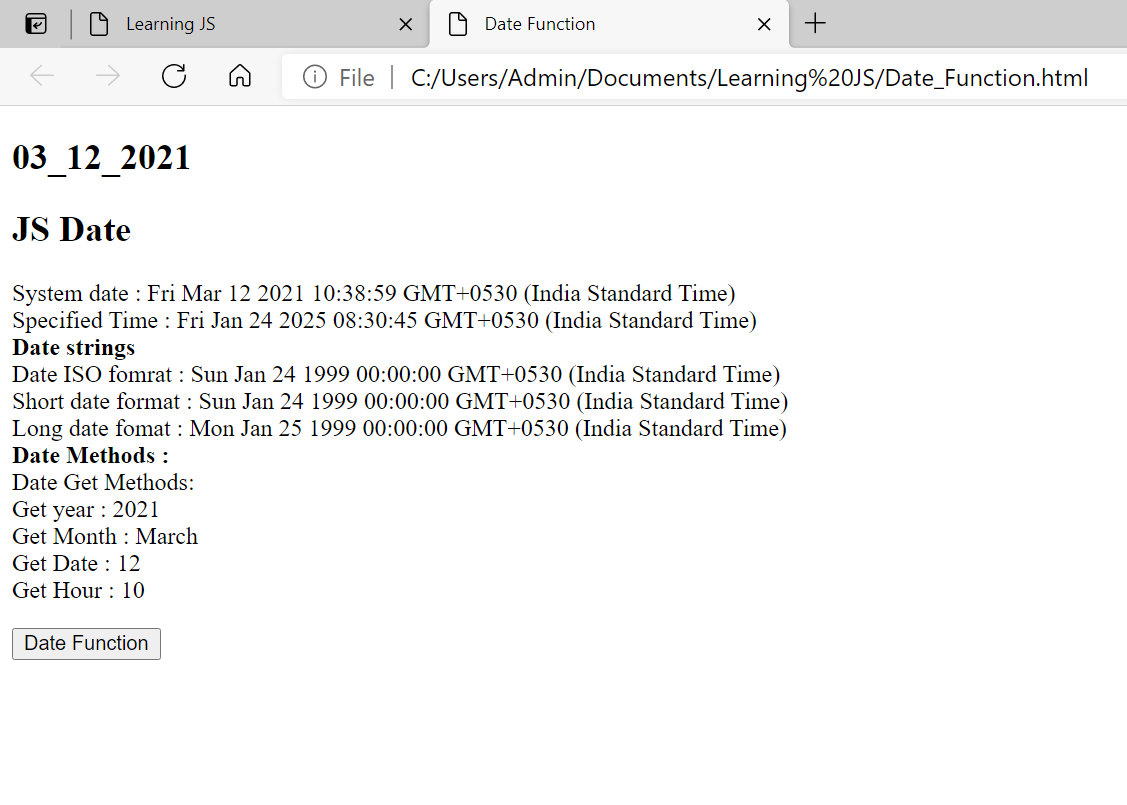 Learning JS
Date Function
File
C:/Users/Admin/Documents/Learning%20JS/Date_Function.html
03_12_2021
JS Date
System date : Fri Mar 12 2021 10:38:59 GMT+0530 (India Standard Time)
Specified Time : Fri Jan 24 2025 08:30:45 GMT+0530 (India Standard Time)
Date strings
Date ISO fomrat : Sun Jan 24 1999 00:00:00 GMT+0530 (India Standard Time)
Short date format : Sun Jan 24 1999 00:00:00 GMT+0530 (India Standard Time)
Long date fomat : Mon Jan 25 1999 00:00:00 GMT+0530 (India Standard Time)
Date Methods :
Date Get Methods:
Get year : 2021
Get Month : March
Get Date : 12
Get Hour : 10
Date Function